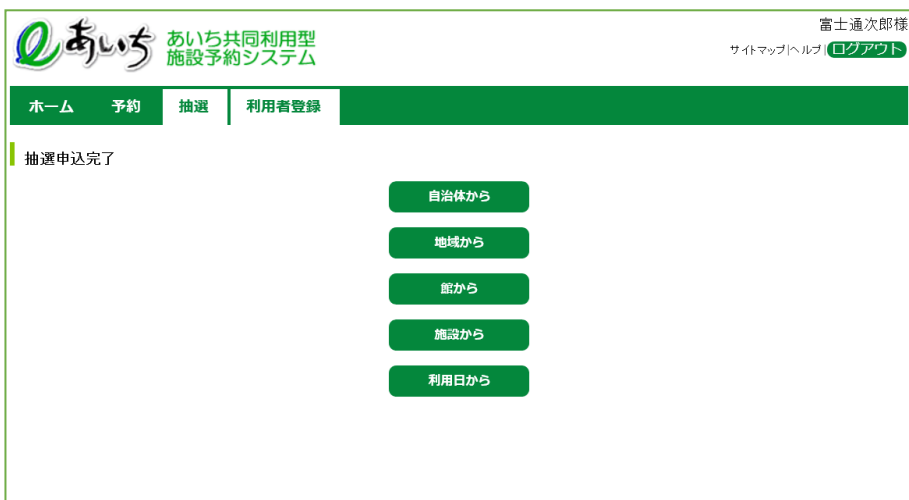 富士通次郎様
あいち あいち共同利用型
施設予約システム
サイトマップ|ヘルプ|ログアウト
ホーム 予約 抽選 利用者登録
抽選申込完了
自治体から
地域から
館から
施設から
利用日から